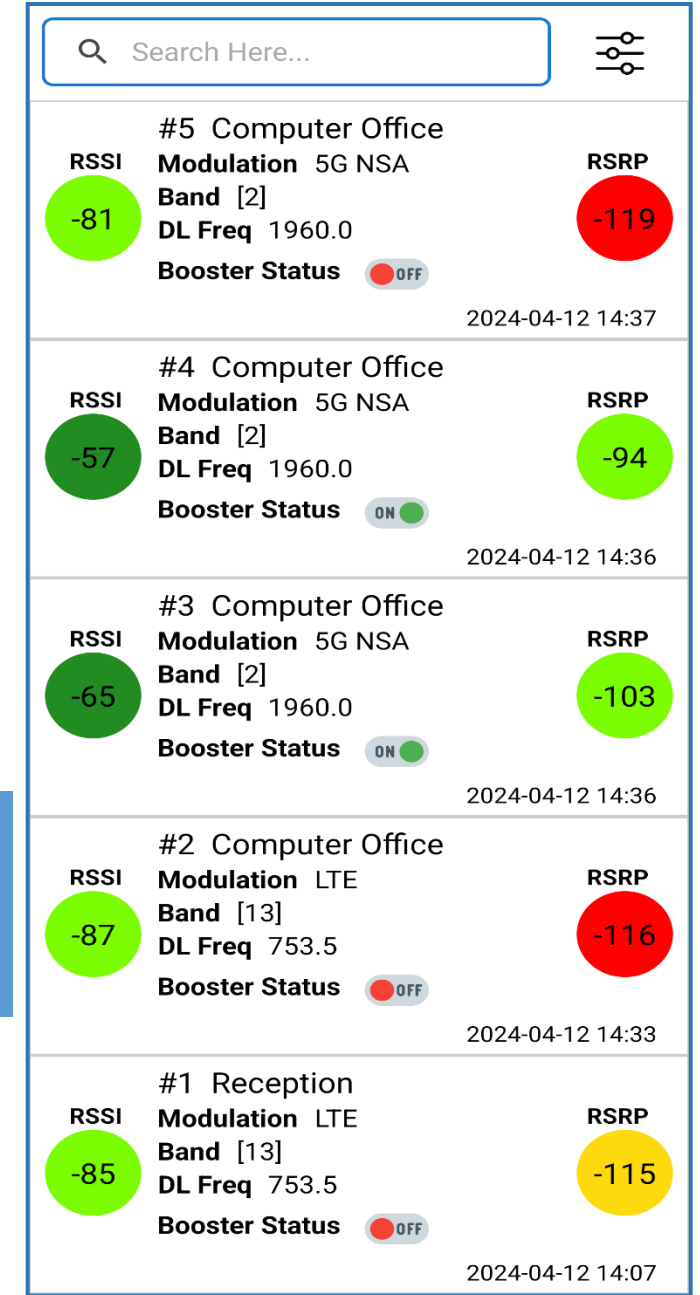 Search Here...
#5 Computer Office
RSSI Modulation 5G NSA RSRP
Band [2]
-81 -119
DL Freq 1960.0
Booster Status OFF
2024-04-12 14:37
#4 Computer Office
RSSI Modulation 5G NSA RSRP
Band [2]
-57 -94
DL Freq 1960.0
Booster Status ON
2024-04-12 14:36
#3 Computer Office
RSSI Modulation 5G NSA RSRP
Band [2]
-65 -103
DL Freq 1960.0
Booster Status ON
2024-04-12 14:36
#2 Computer Office
RSSI Modulation LTE RSRP
Band [13]
-87 -116
DL Freq 753.5
Booster Status OFF
2024-04-12 14:33
#1 Reception
RSSI Modulation LTE RSRP
Band [13]
-85 -115
DL Freq 753.5
Booster Status OFF
2024-04-12 14:07